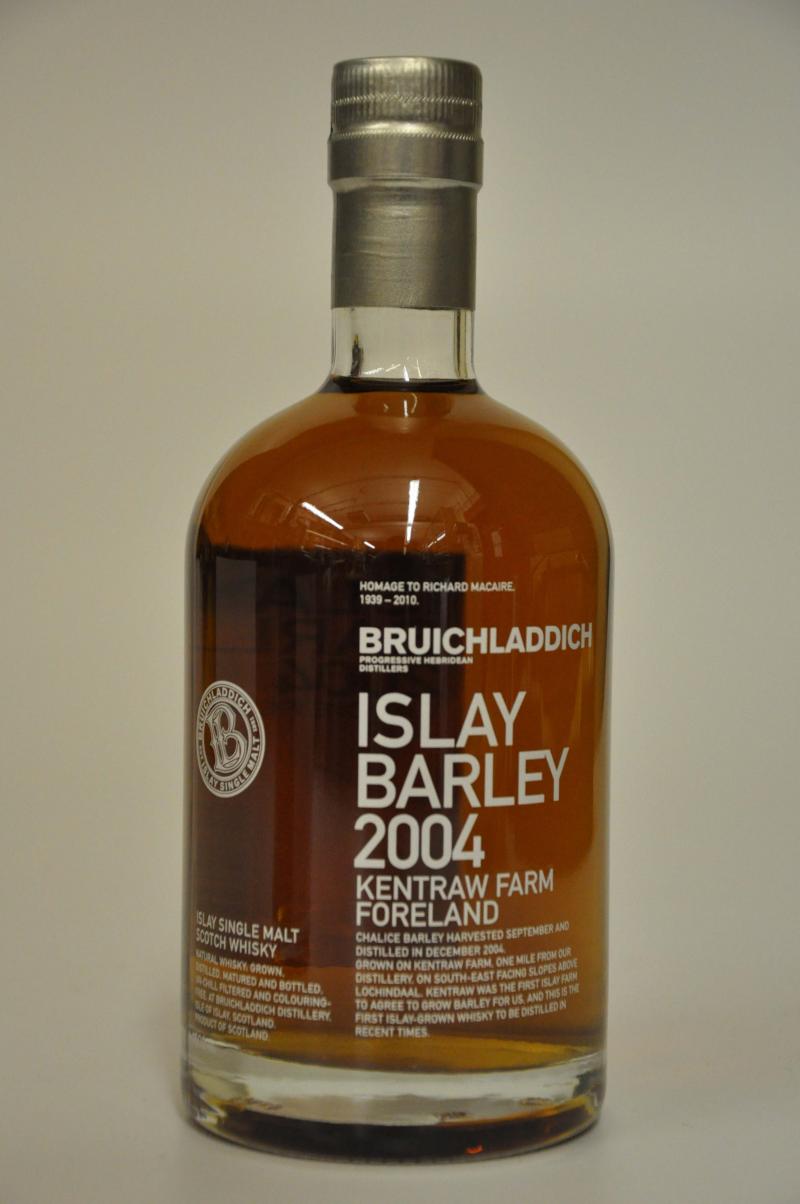 HOMAGE TO RICHARD MACAIRE.
1939 – 2010.
BRUICHLADDICH
PROGRESSIVE HEBRIDEAN
DISTILLERS
ISLAY
BARLEY
2004
KENTRAW FARM
FORELAND
CHALICE BARLEY HARVESTED SEPTEMBER AND
DISTILLED IN DECEMBER 2004.
GROWN ON KENTRAW FARM, ONE MILE FROM OUR
DISTILLERY, ON SOUTH-EAST FACING SLOPES ABOVE
LOCHINDAAL. KENTRAW WAS THE FIRST ISLAY FARM
TO AGREE TO GROW BARLEY FOR US, AND THIS IS THE
FIRST ISLAY-GROWN WHISKY TO BE DISTILLED IN
RECENT TIMES.
BRUICHLADDICH
B
ISLAY SINGLE MALT
ISLAY SINGLE MALT
SCOTCH WHISKY
NATURAL WHISKY: GROWN,
DISTILLED, MATURED AND BOTTLED,
UN-CHILL FILTERED AND COLOURING-
FREE, AT BRUICHLADDICH DISTILLERY,
ISLE OF ISLAY, SCOTLAND.
PRODUCT OF SCOTLAND.